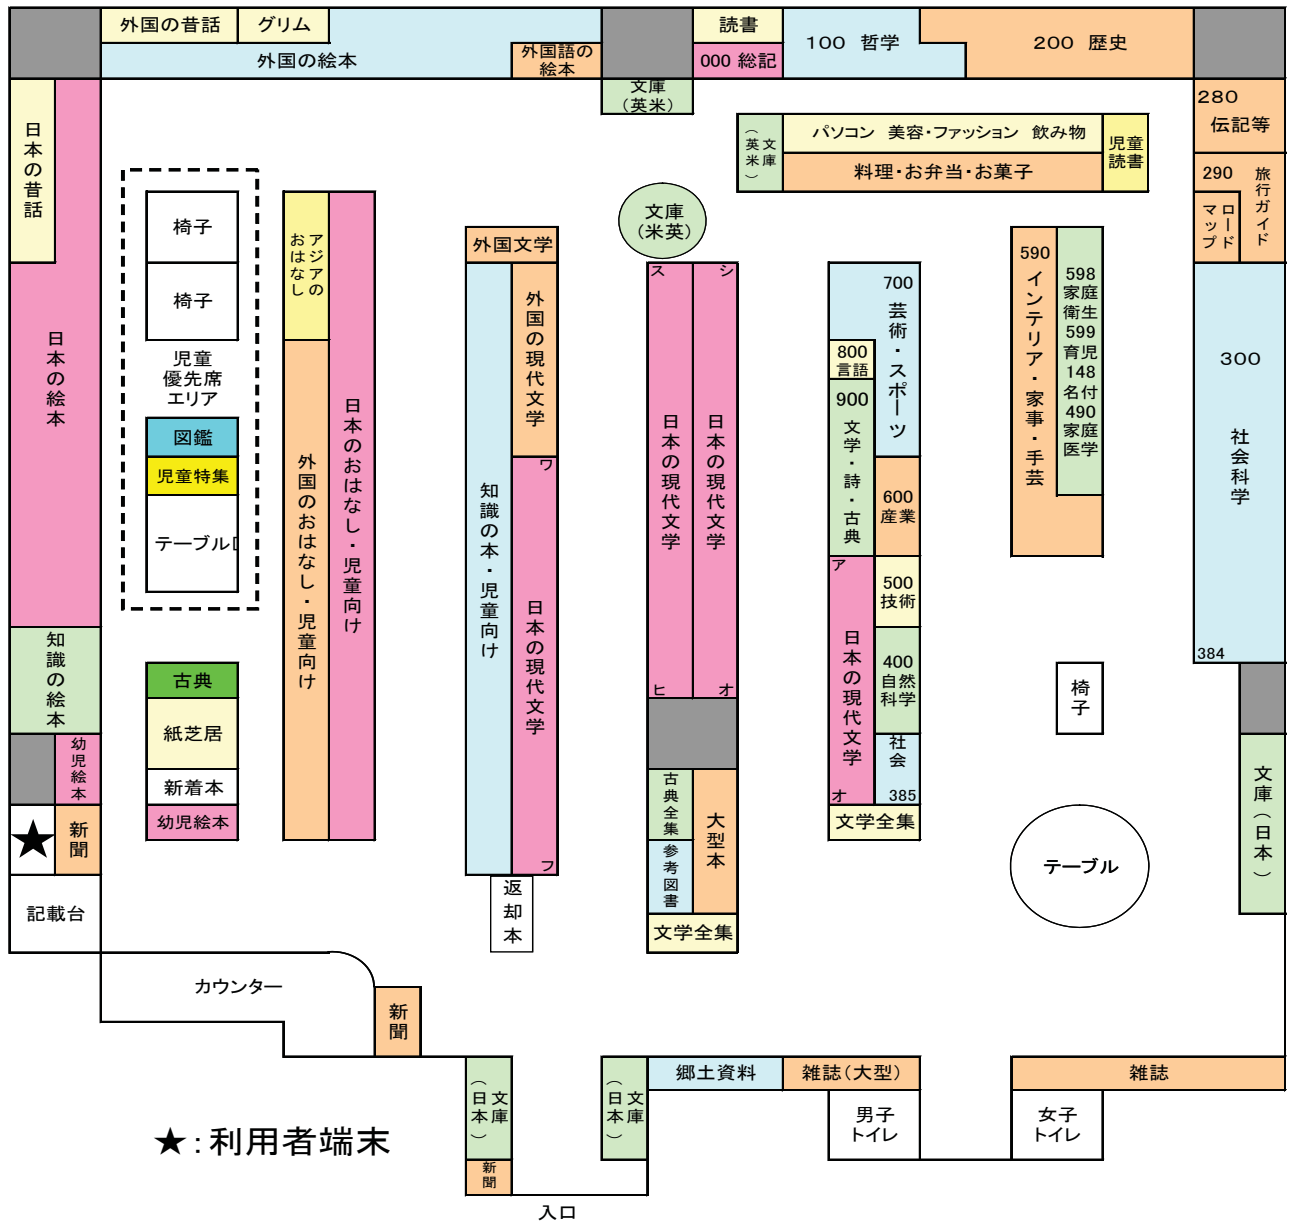 外国の昔話
グリム
外国の絵本
外国語の
絵本
読書
000 総記
100 哲学
200 歴史
文庫
(英米)
280
伝記等
290
旅行ガイド
ロード
マップ
日本の昔話
日本の絵本
椅子
椅子
児童
優先席
エリア
図鑑
児童特集
テーブル
アジアの
おはなし
外国のおはなし・児童向け
日本のおはなし・児童向け
外国文学
外国の現代文学
知識の本・児童向け
ワ
日本の現代文学
フ
返却本
文庫
(米英)
ス
日本の現代文学
ヒ
シ
日本の現代文学
オ
文庫
(英米)
パソコン 美容・ファッション 飲み物
料理・お弁当・お菓子
児童
読書
700
芸術・スポーツ
800
言語
900
文学・詩・古典
600
産業
ア
日本の現代文学
オ
500
技術
400
自然
科学
社会
385
文学全集
590
インテリア・家事・手芸
598
家庭
衛生
599
育児
148
名付
490
家庭
医学
300
社会科学
384
椅子
知識の絵本
幼児絵本
古典
紙芝居
新着本
幼児絵本
★
新聞
記載台
カウンター
新聞
古典全集
大型本
参考図書
文学全集
テーブル
文庫(日本)
文庫
(日本)
新聞
文庫
(日本)
郷土資料
雑誌(大型)
雑誌
男子
トイレ
女子
トイレ
★:利用者端末
入口